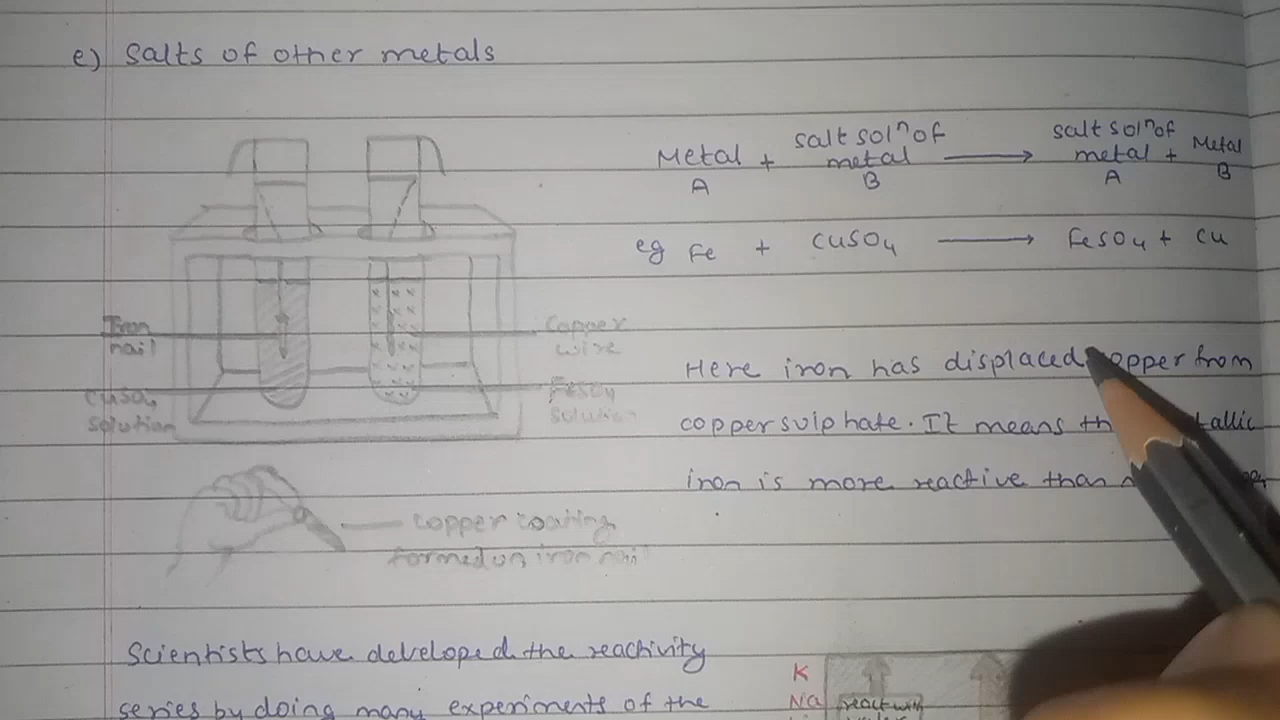 e) Salts of other metals
Metal + salt solⁿ of metal ⟶ salt solⁿ of metal + Metal
A B A B
eg Fe + CuSO₄ ⟶ FeSO₄ + Cu
Iron nail
Copper wire
CuSO₄ solution
FeSO₄ solution
Here iron has displaced copper from
copper sulphate. It means
iron is more reactive than
copper coating
formed on iron nail
Scientists have developed the reactivity
series by doing many experiments of the
K
Na
react with